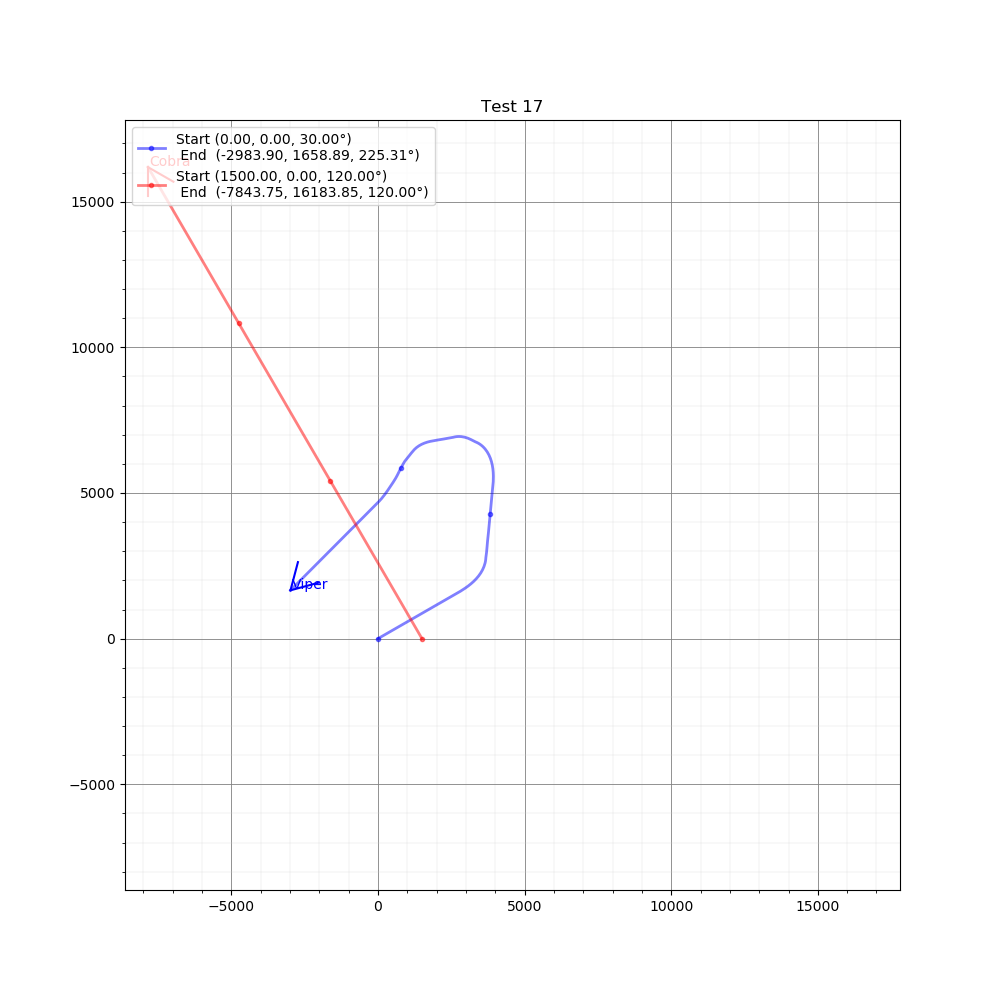 Test 17
Start (0.00, 0.00, 30.00°)
End (-2983.90, 1658.89, 225.31°)
Cobra
Start (1500.00, 0.00, 120.00°)
End (-7843.75, 16183.85, 120.00°)
15000
10000
5000
Viper
0
−5000
−5000 0 5000 10000 15000